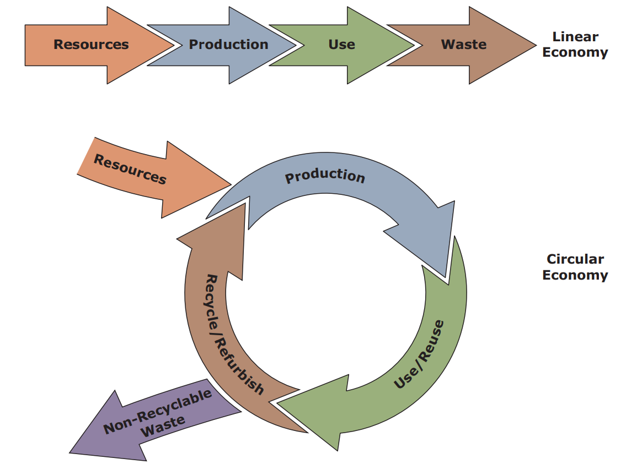 Resources
Production
Use
Waste
Linear
Economy
Resources
Production
Circular
Economy
Recycle/Refurbish
Use/Reuse
Non-Recyclable
Waste